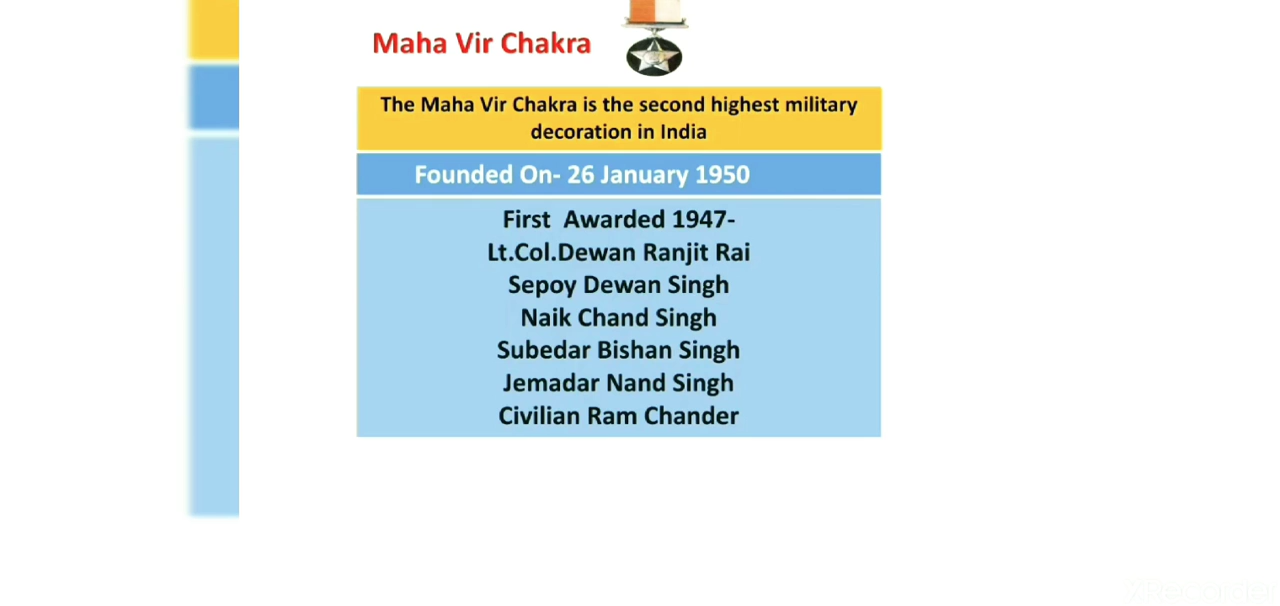 Maha Vir Chakra
The Maha Vir Chakra is the second highest military
decoration in India
Founded On- 26 January 1950
First  Awarded 1947-
Lt.Col.Dewan Ranjit Rai
Sepoy Dewan Singh
Naik Chand Singh
Subedar Bishan Singh
Jemadar Nand Singh
Civilian Ram Chander